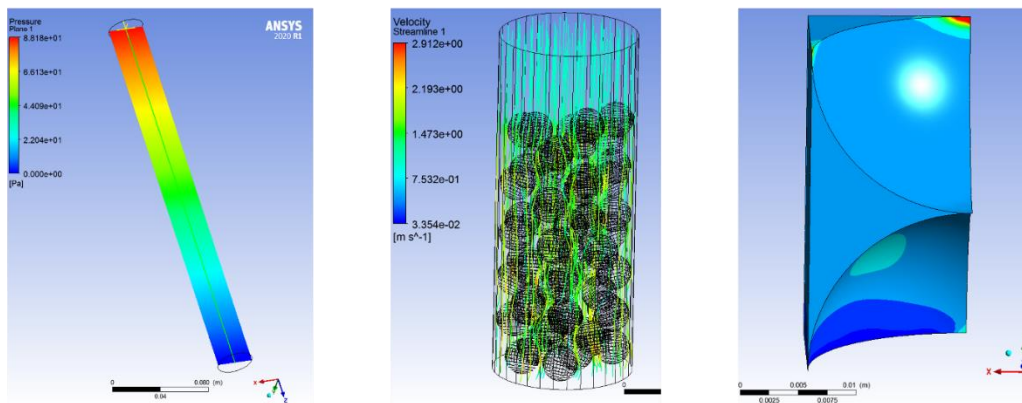 Pressure
Plane 1
8.818e+01
6.613e+01
4.409e+01
2.204e+01
0.000e+00
[Pa]
ANSYS
2020 R1
0 0.080 (m)
0.04
X
Z
Velocity
Streamline 1
2.912e+00
2.193e+00
1.473e+00
7.532e-01
3.354e-02
[m s^-1]
0
0 0.005 0.01 (m)
0.0025 0.0075
X